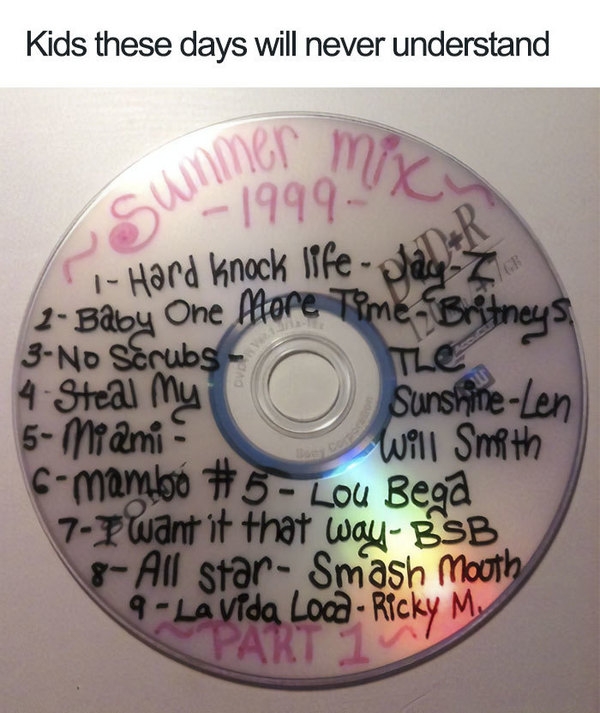 Kids these days will never understand
~Summer mix~
-1999-
1- Hard Knock life - Jay-Z
DVD+R
2- Baby One More Time - Britney S.
3- No Scrubs - TLC
4 - Steal My Sunshine - Len
5- Miami - Will Smith
6 - mambo #5 - Lou Bega
7- I want it that way - BSB
8- All star - Smash Mouth
9 - La Vida Loca - Ricky M.
~PART 1~